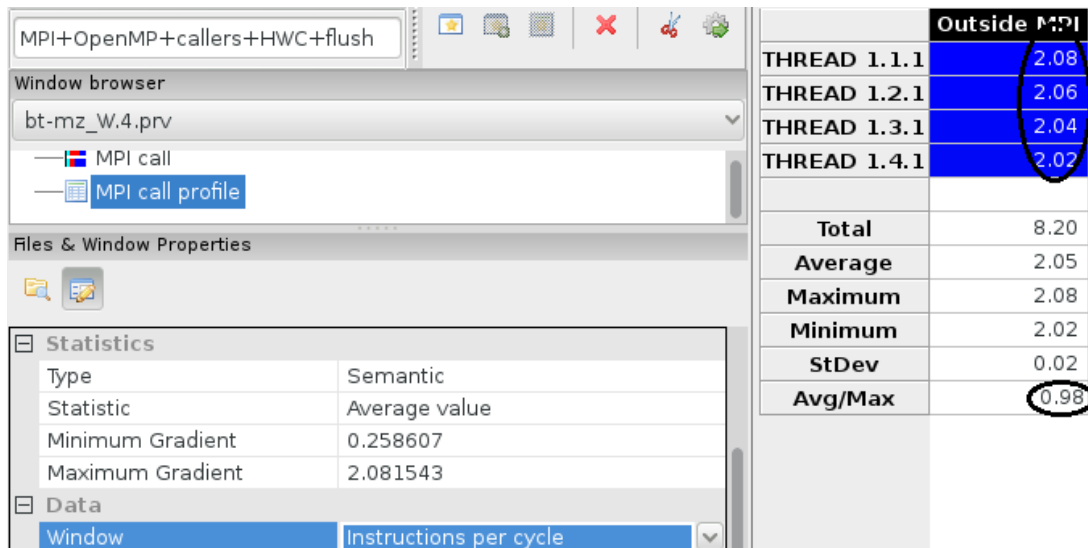 MPI+OpenMP+callers+HWC+flush
Window browser
bt-mz_W.4.prv
MPI call
MPI call profile
Files & Window Properties
Statistics
Type Semantic
Statistic Average value
Minimum Gradient 0.258607
Maximum Gradient 2.081543
Data
Window Instructions per cycle
Outside MPI
THREAD 1.1.1 2.08
THREAD 1.2.1 2.06
THREAD 1.3.1 2.04
THREAD 1.4.1 2.02
Total 8.20
Average 2.05
Maximum 2.08
Minimum 2.02
StDev 0.02
Avg/Max 0.98